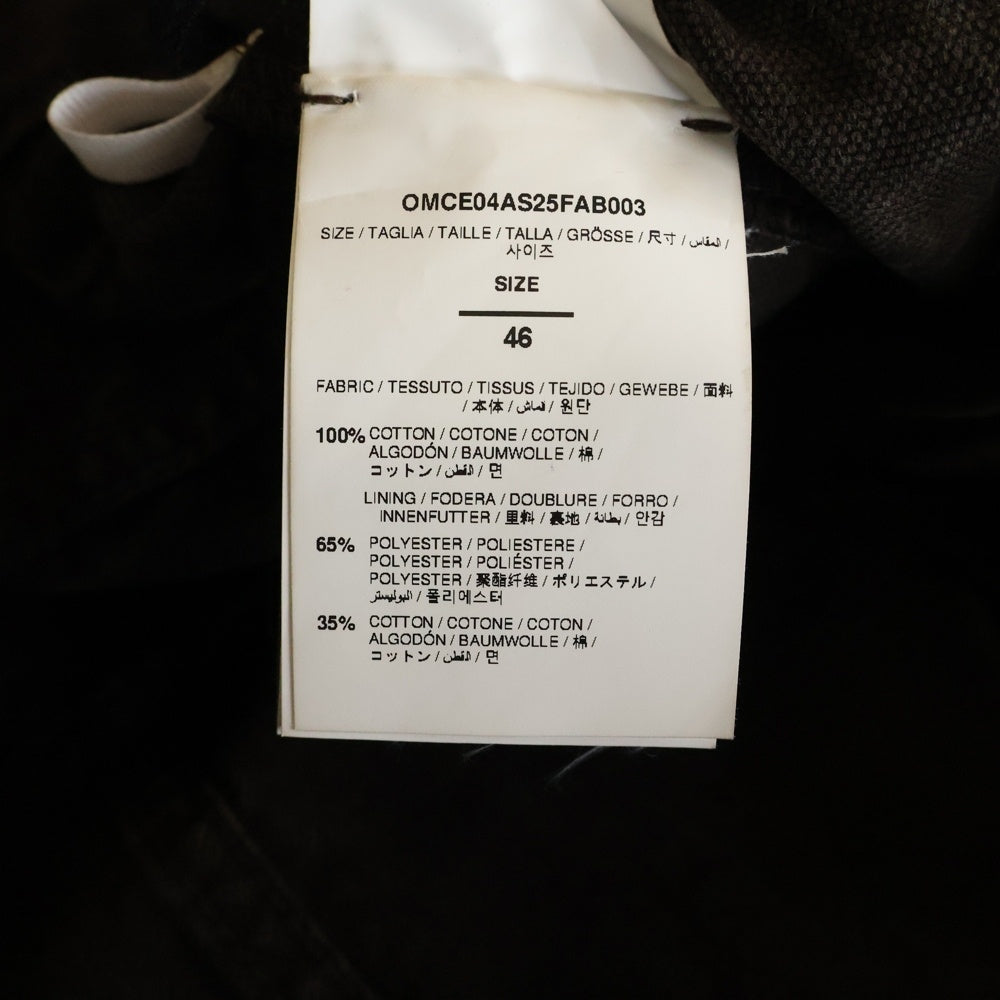 OMCE04AS25FAB003
SIZE / TAGLIA / TAILLE / TALLA / GRÖSSE / 尺寸 / المقاس /
사이즈
SIZE
46
FABRIC / TESSUTO / TISSUS / TEJIDO / GEWEBE / 面料
/ 本体 / قماش / 원단
100% COTTON / COTONE / COTON /
ALGODÓN / BAUMWOLLE / 棉 /
コットン / القطن / 면
LINING / FODERA / DOUBLURE / FORRO /
INNENFUTTER / 里料 / 裏地 / بطانة / 안감
65% POLYESTER / POLIESTERE /
POLYESTER / POLIÉSTER /
POLYESTER / 聚酯纤维 / ポリエステル /
البوليستر / 폴리에스터
35% COTTON / COTONE / COTON /
ALGODÓN / BAUMWOLLE / 棉 /
コットン / القطن / 면